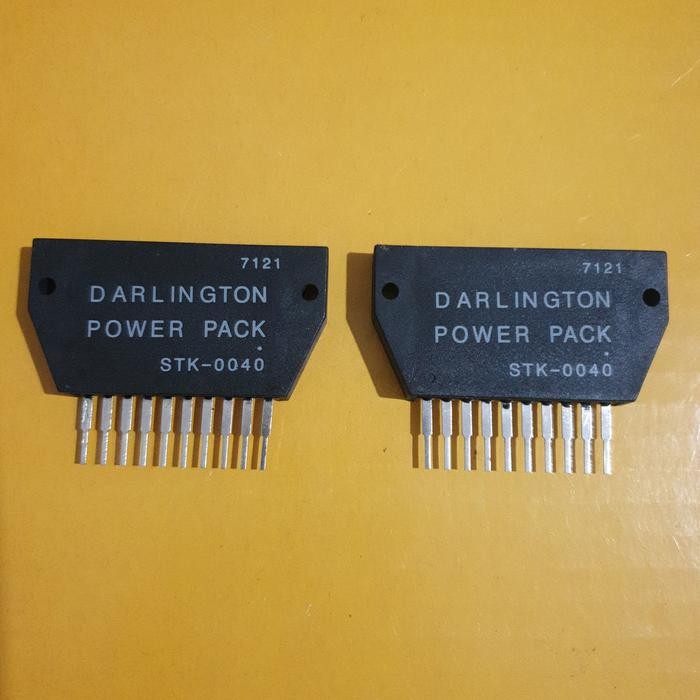 7121
DARLINGTON
POWER PACK
STK-0040
7121
DARLINGTON
POWER PACK
STK-0040